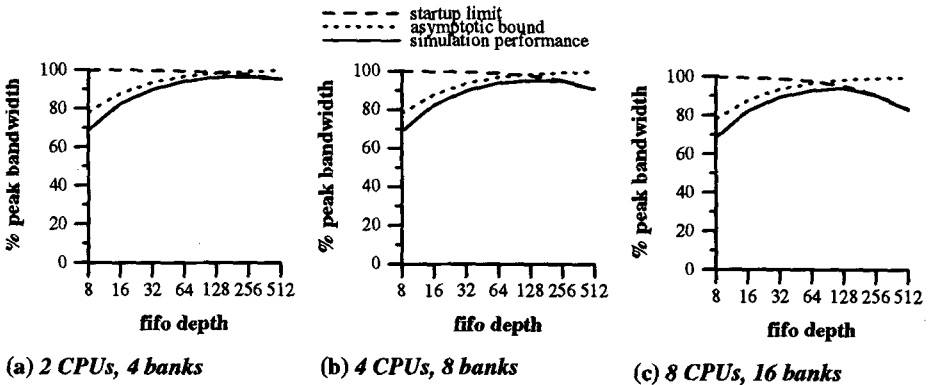 startup limit
asymptotic bound
simulation performance
% peak bandwidth
100
80
60
40
20
0
8 16 32 64 128 256 512
fifo depth
(a) 2 CPUs, 4 banks
% peak bandwidth
100
80
60
40
20
0
8 16 32 64 128 256 512
fifo depth
(b) 4 CPUs, 8 banks
% peak bandwidth
100
80
60
40
20
0
8 16 32 64 128 256 512
fifo depth
(c) 8 CPUs, 16 banks